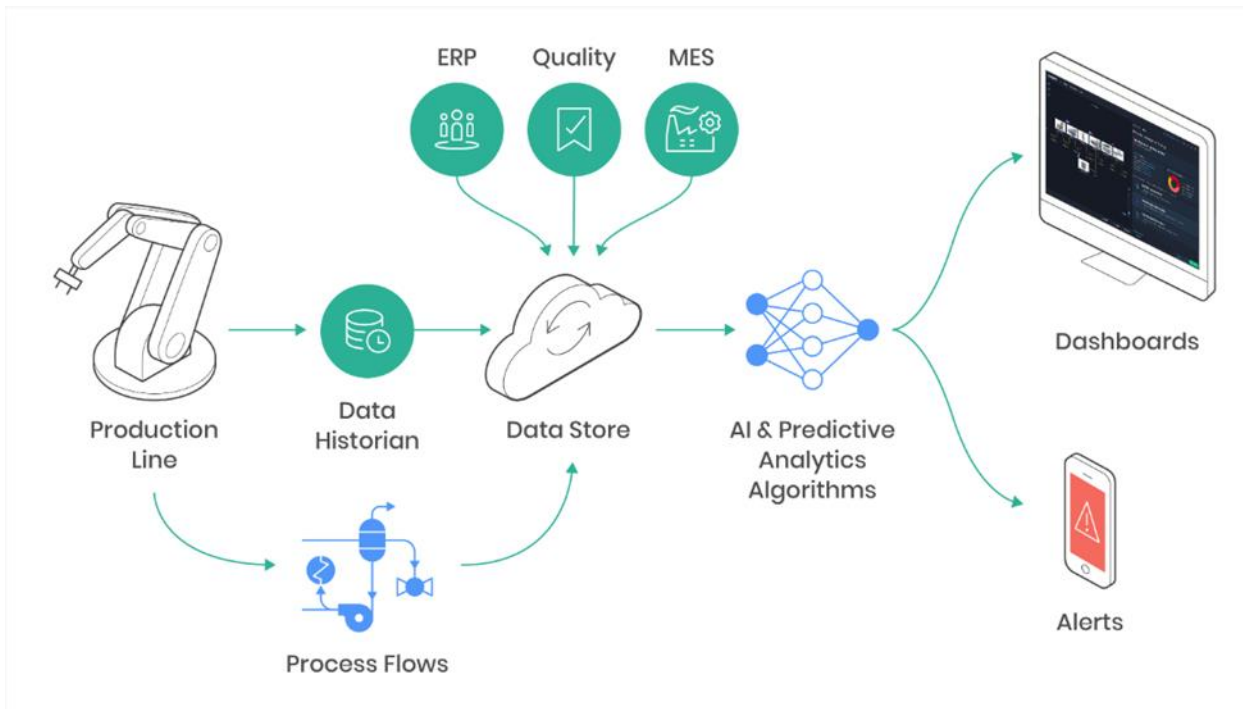 ERP
Quality
MES
Production
Line
Data
Historian
Data Store
AI & Predictive
Analytics
Algorithms
Dashboards
Process Flows
Alerts